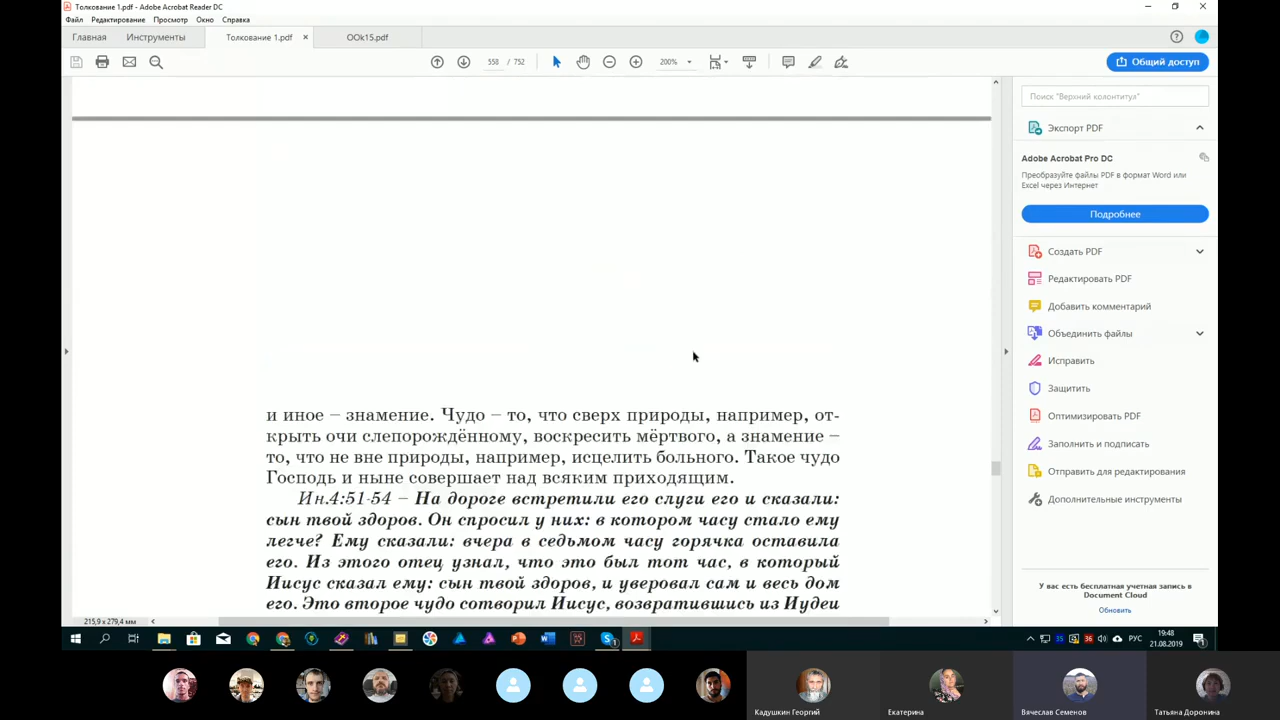 Толкование 1.pdf - Adobe Acrobat Reader DC
Файл Редактирование Просмотр Окно Справка
Главная Инструменты Толкование 1.pdf × OOk15.pdf
558 / 752 200% Общий доступ
Поиск "Верхний колонтитул"
Экспорт PDF
Adobe Acrobat Pro DC
Преобразуйте файлы PDF в формат Word или
Excel через Интернет
Подробнее
Создать PDF
Редактировать PDF
Добавить комментарий
Объединить файлы
Исправить
Защитить
Оптимизировать PDF
Заполнить и подписать
Отправить для редактирования
Дополнительные инструменты
У вас есть бесплатная учетная запись в
Document Cloud
Обновить
и иное – знамение. Чудо – то, что сверх природы, например, от-
крыть очи слепорождённому, воскресить мёртвого, а знамение –
то, что не вне природы, например, исцелить больного. Такое чудо
Господь и ныне совершает над всяким приходящим.
Ин.4:51-54 – На дороге встретили его слуги его и сказали:
сын твой здоров. Он спросил у них: в котором часу стало ему
легче? Ему сказали: вчера в седьмом часу горячка оставила
его. Из этого отец узнал, что это был тот час, в который
Иисус сказал ему: сын твой здоров, и уверовал сам и весь дом
его. Это второе чудо сотворил Иисус, возвратившись из Иудеи
215,9 x 279,4 мм
35 36 РУС 19:48
21.08.2019
Кадушкин Георгий Екатерина Вячеслав Семенов Татьяна Доронина